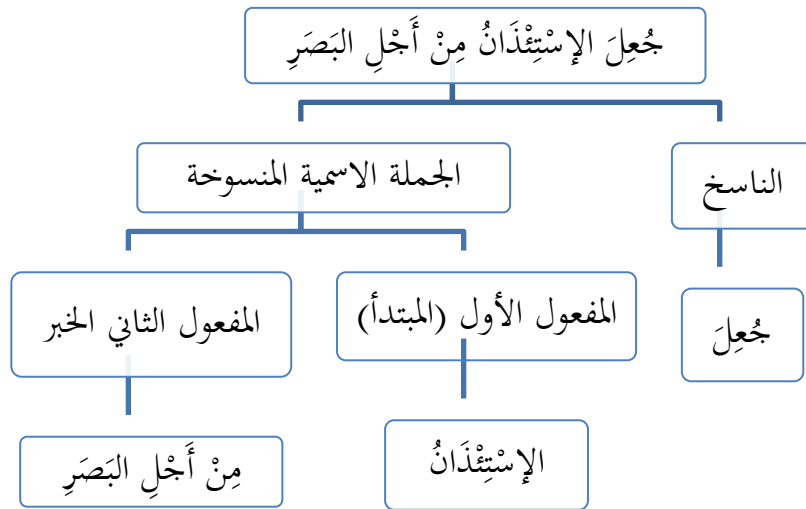 جُعِلَ الإسْتِئْذَانُ مِنْ أَجْلِ البَصَرِ
الناسخ
الجملة الاسمية المنسوخة
جُعِلَ
المفعول الأول (المبتدأ)
المفعول الثاني الخبر
الإسْتِئْذَانُ
مِنْ أَجْلِ البَصَرِ